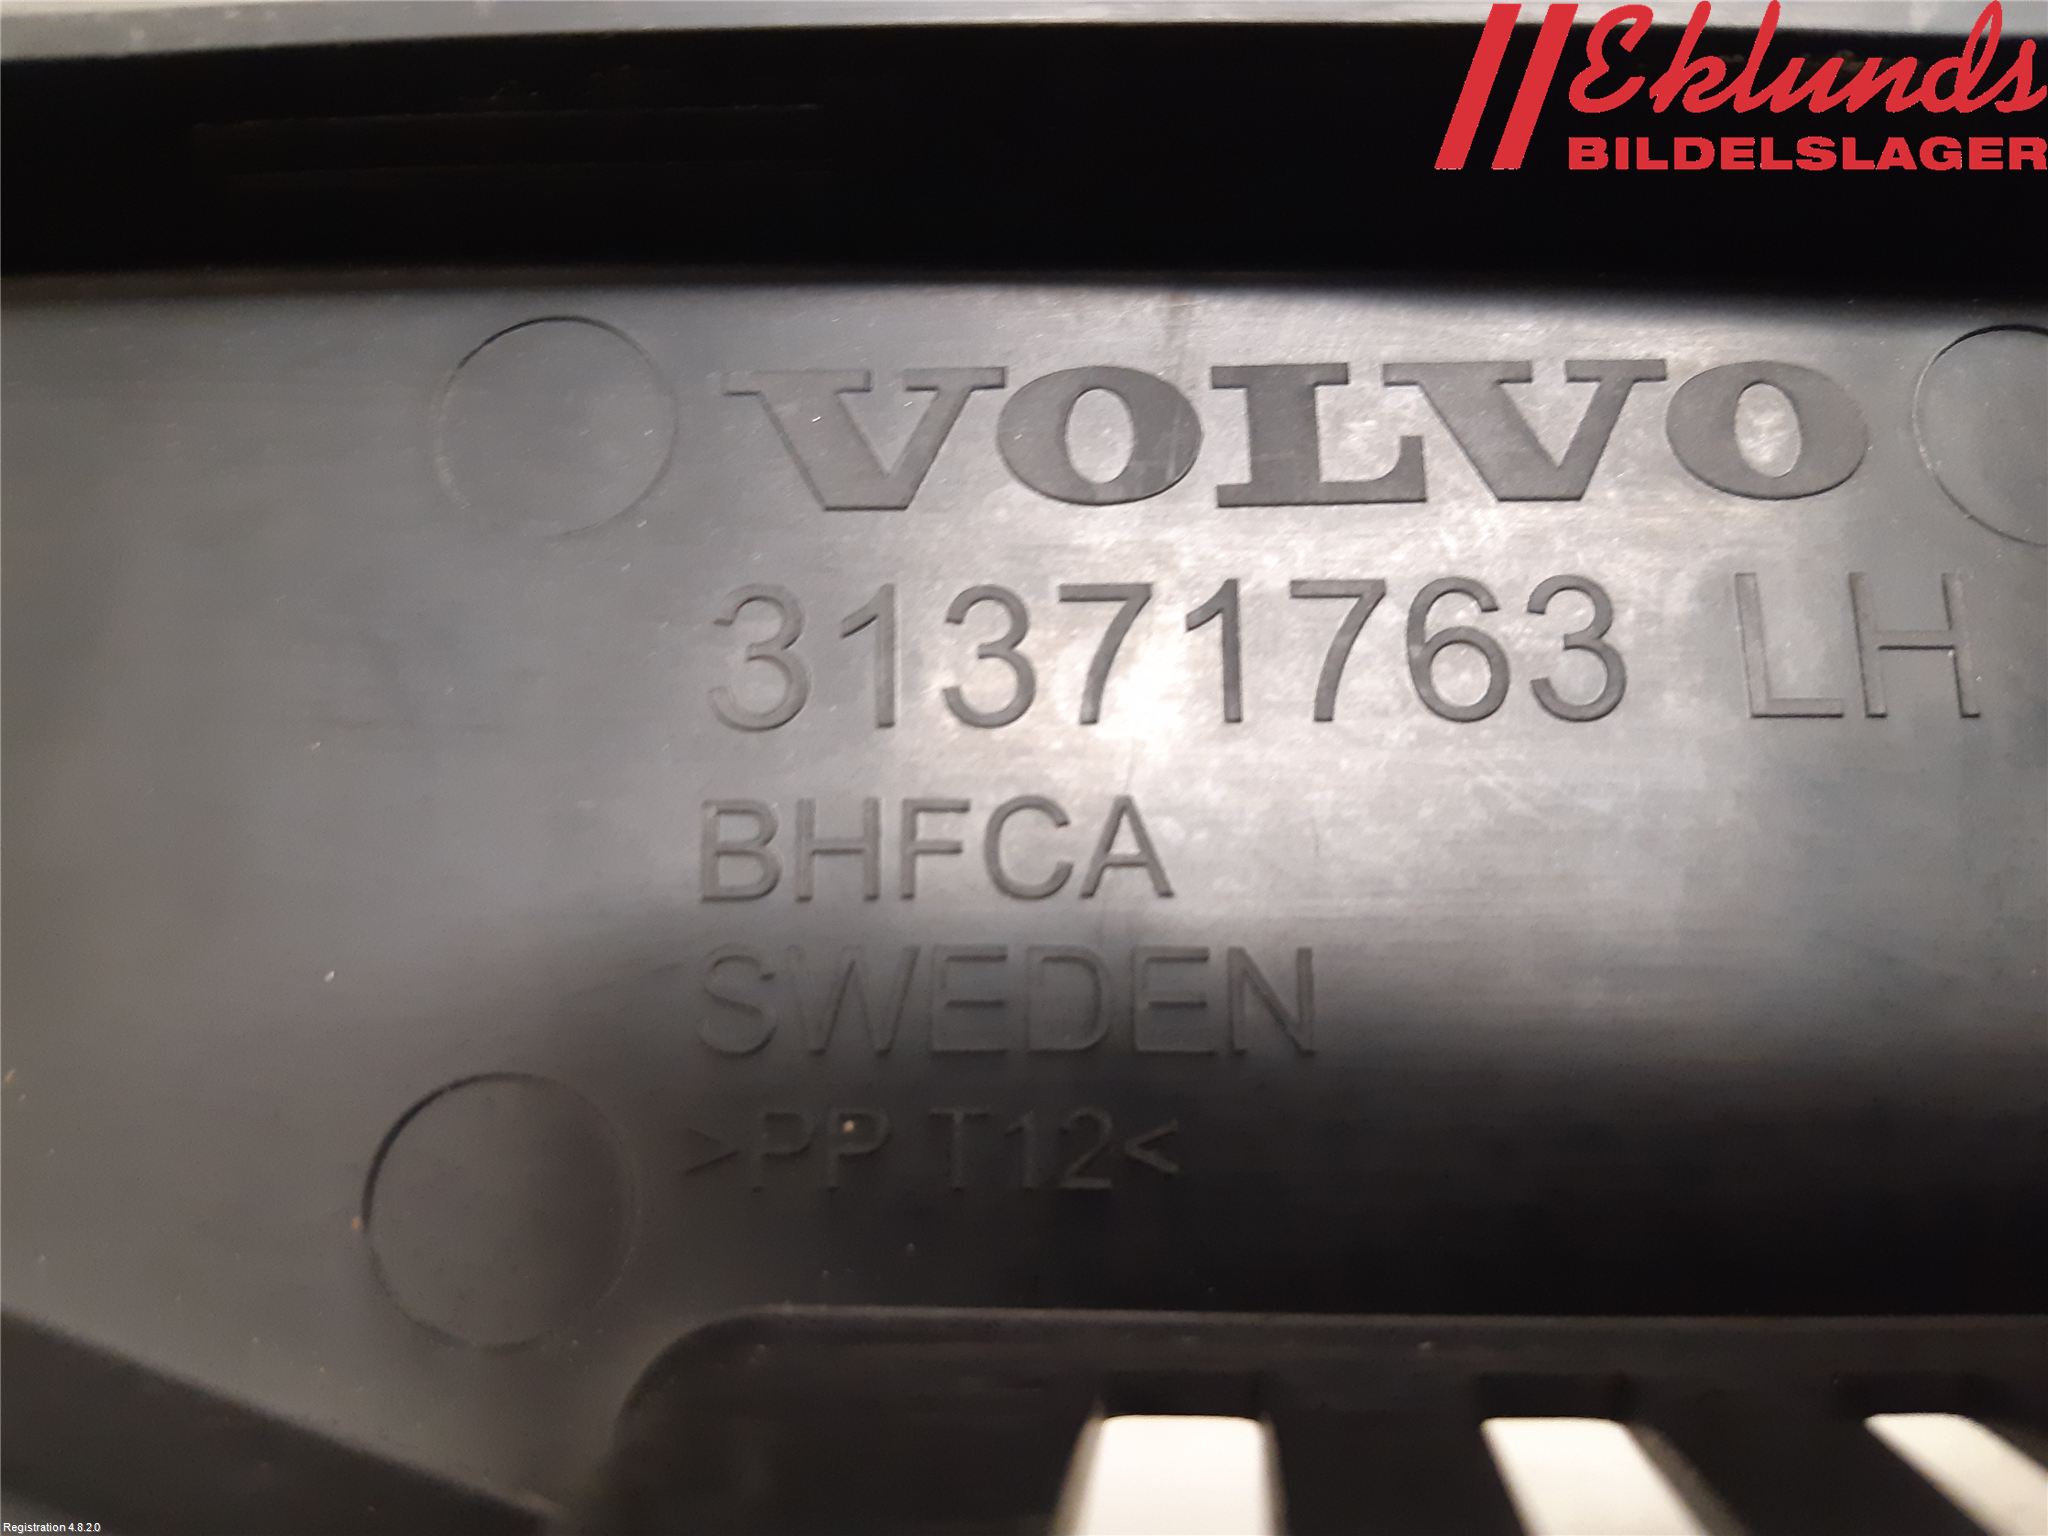 Eklunds
BILDELSLAGER
VOLVO
31371763 LH
BHFCA
SWEDEN
>PP T12<
Registration 4.8.2.0